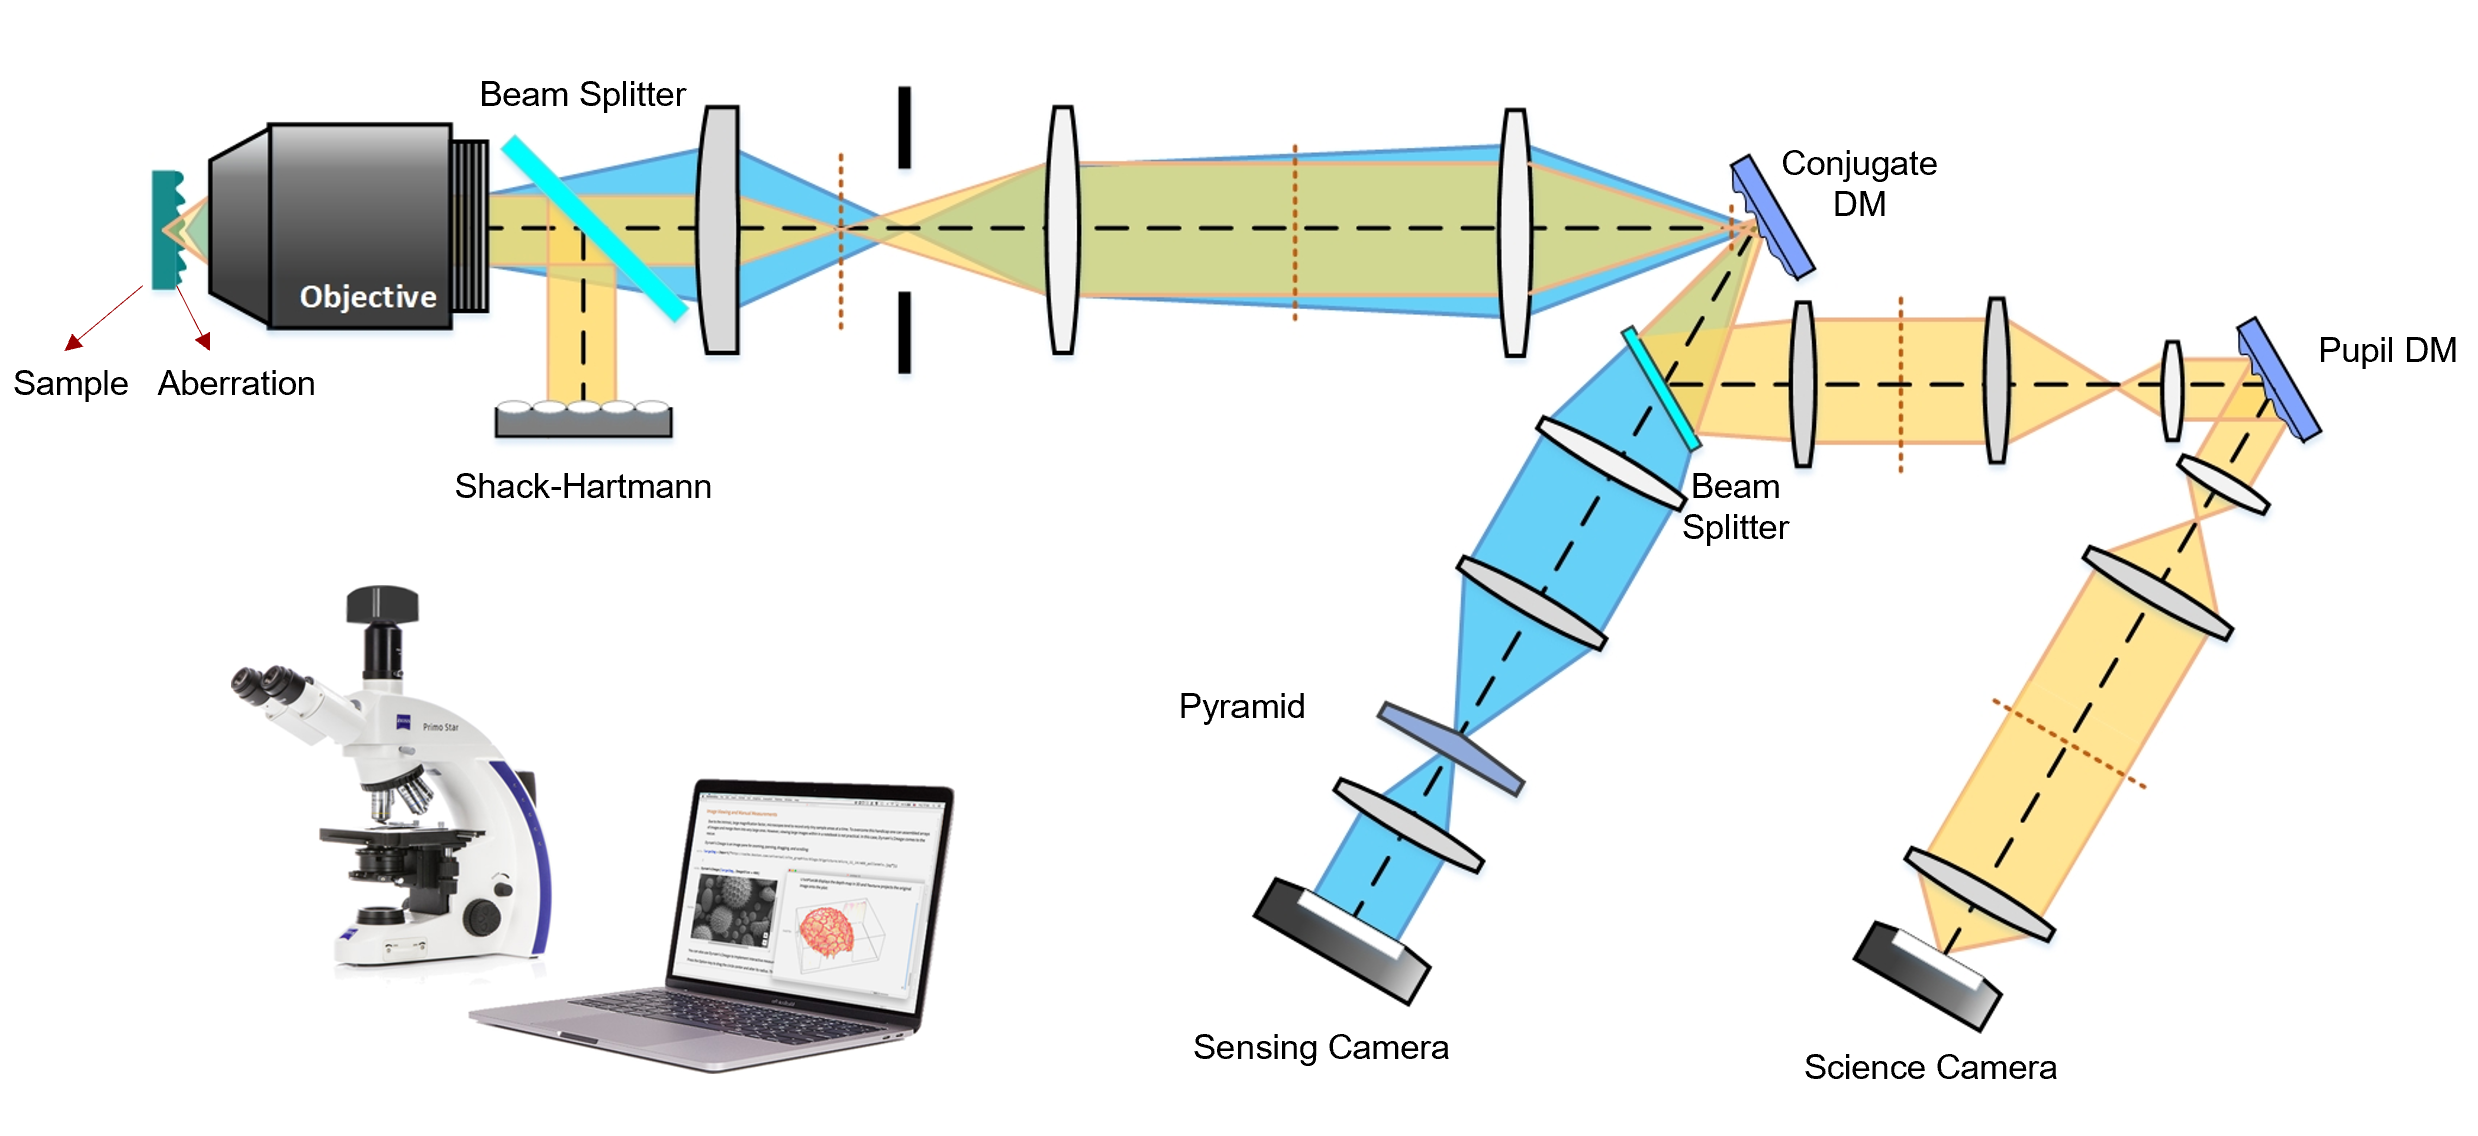 Beam Splitter
Conjugate
DM
Objective
Pupil DM
Sample
Aberration
Shack-Hartmann
Beam
Splitter
Pyramid
Primo Star
Sensing Camera
Science Camera